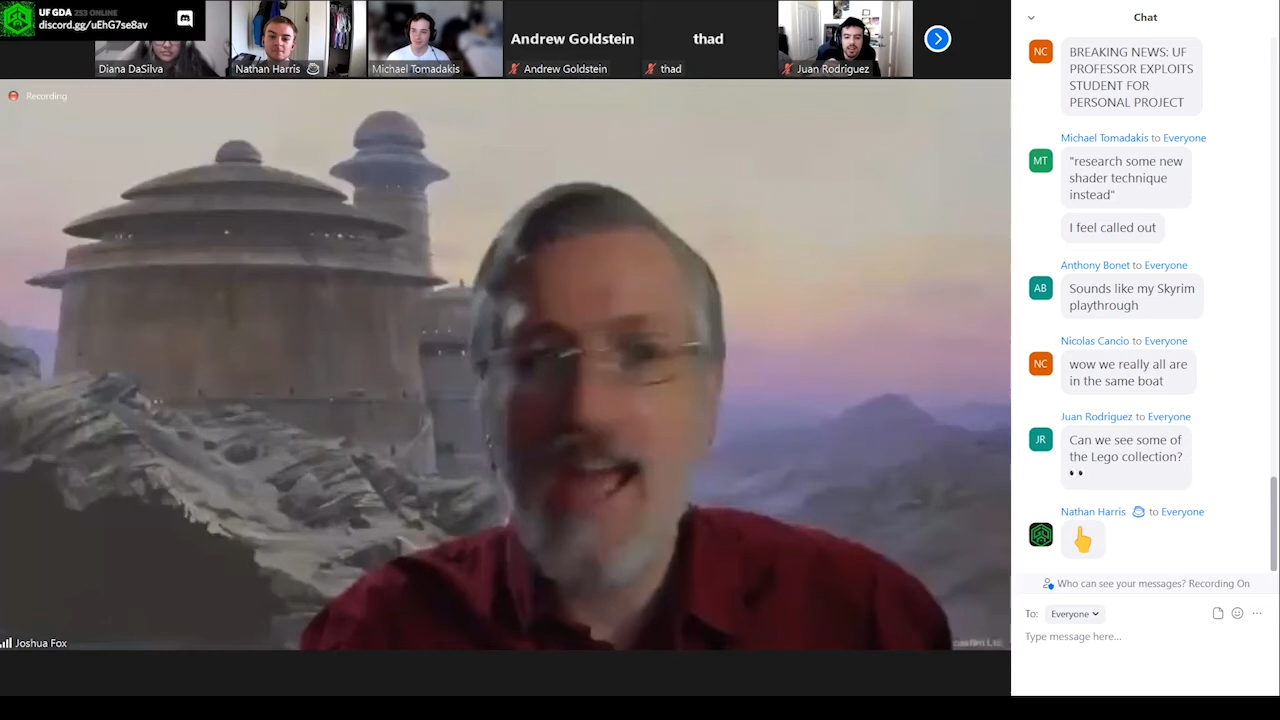 UF GDA 253 ONLINE
discord.gg/uEhG7se8av
Diana DaSilva
Nathan Harris
Michael Tomadakis
Andrew Goldstein
Andrew Goldstein
thad
thad
Juan Rodriguez
Recording
Joshua Fox
Chat
NC
BREAKING NEWS: UF
PROFESSOR EXPLOITS
STUDENT FOR
PERSONAL PROJECT
Michael Tomadakis to Everyone
MT
"research some new
shader technique
instead"
I feel called out
Anthony Bonet to Everyone
AB
Sounds like my Skyrim
playthrough
Nicolas Cancio to Everyone
NC
wow we really all are
in the same boat
Juan Rodriguez to Everyone
JR
Can we see some of
the Lego collection?
Nathan Harris to Everyone
Who can see your messages? Recording On
To: Everyone
Type message here...